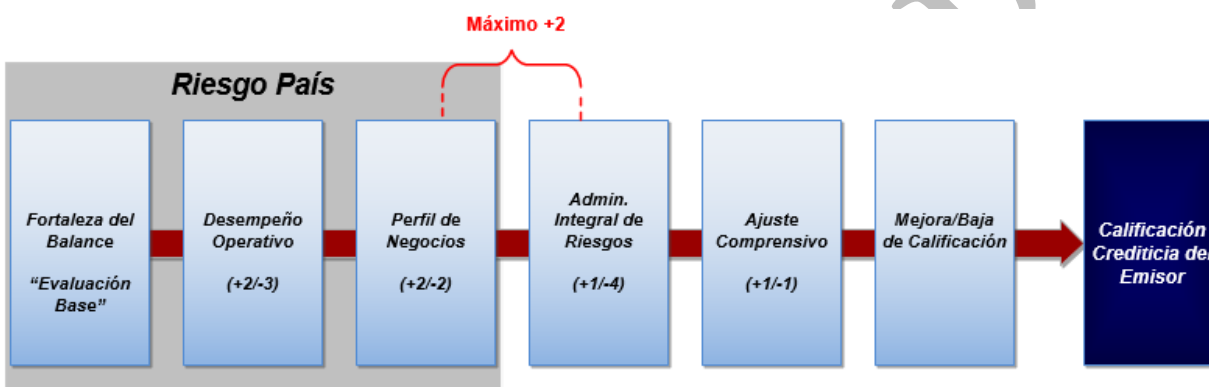 Máximo +2
Riesgo País
Fortaleza del
Balance
“Evaluación
Base”
Desempeño
Operativo
(+2/-3)
Perfil de
Negocios
(+2/-2)
Admin.
Integral de
Riesgos
(+1/-4)
Ajuste
Comprensivo
(+1/-1)
Mejora/Baja
de Calificación
Calificación
Crediticia del
Emisor